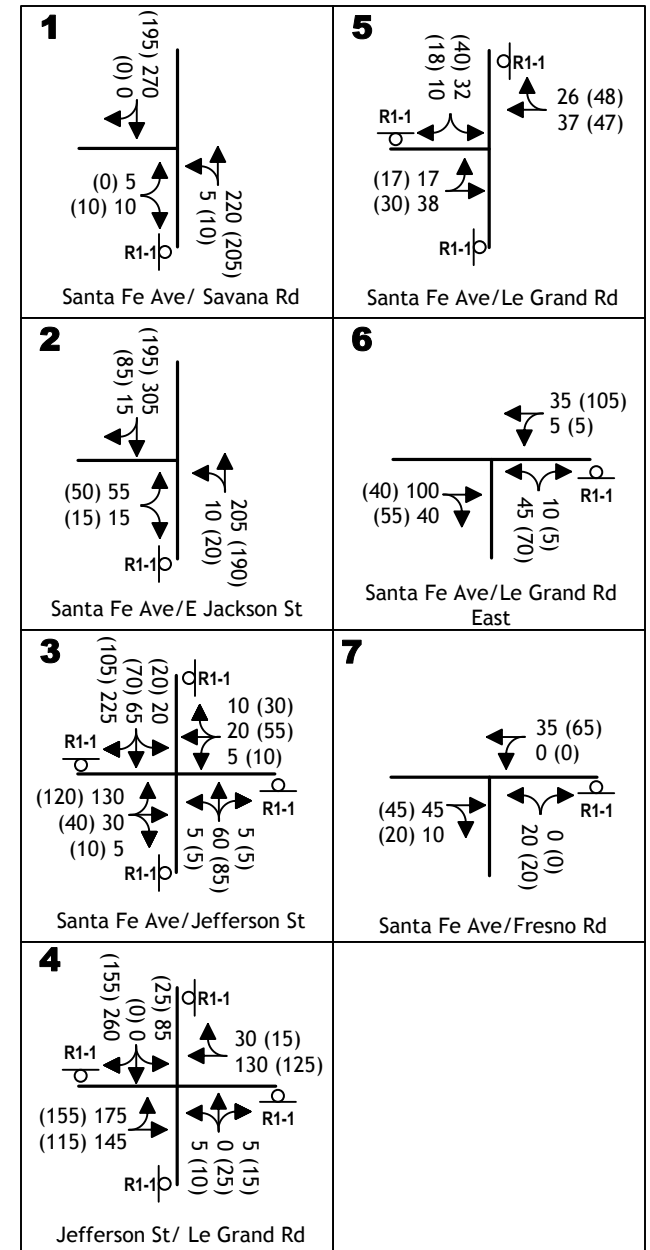 1
(195) 270
(0) 0
(0) 5
(10) 10
220 (205)
5 (10)
R1-1
Santa Fe Ave/ Savana Rd
5
(40) 32
(18) 10
R1-1
26 (48)
37 (47)
R1-1
(17) 17
(30) 38
R1-1
Santa Fe Ave/Le Grand Rd
2
(195) 305
(85) 15
(50) 55
(15) 15
205 (190)
10 (20)
R1-1
Santa Fe Ave/E Jackson St
6
35 (105)
5 (5)
(40) 100
(55) 40
10 (5)
45 (70)
R1-1
Santa Fe Ave/Le Grand Rd
East
3
(20) 20
(70) 65
(105) 225
R1-1
10 (30)
20 (55)
5 (10)
R1-1
(120) 130
(40) 30
(10) 5
5 (5)
60 (85)
5 (5)
R1-1
R1-1
Santa Fe Ave/Jefferson St
7
35 (65)
0 (0)
(45) 45
(20) 10
0 (0)
20 (20)
R1-1
Santa Fe Ave/Fresno Rd
4
(25) 85
(0) 0
(155) 260
R1-1
30 (15)
130 (125)
R1-1
(155) 175
(115) 145
5 (15)
0 (25)
5 (10)
R1-1
R1-1
Jefferson St/ Le Grand Rd